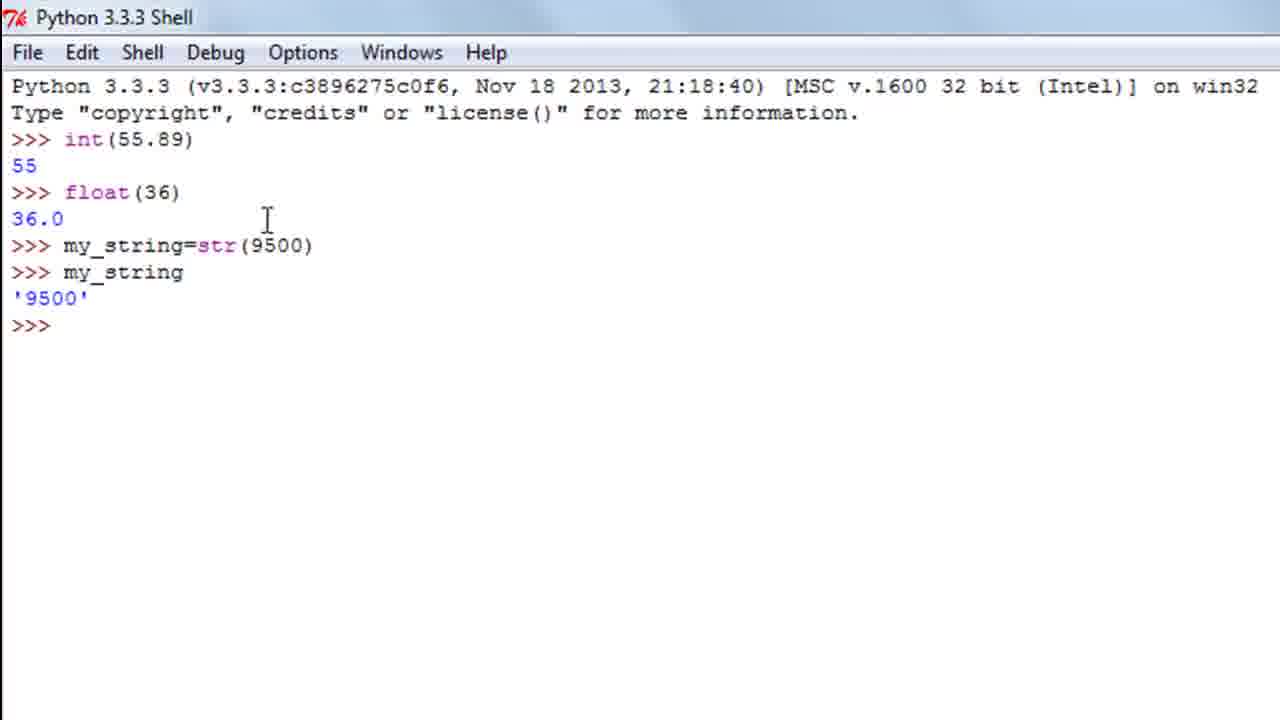 Python 3.3.3 Shell
File Edit Shell Debug Options Windows Help
Python 3.3.3 (v3.3.3:c3896275c0f6, Nov 18 2013, 21:18:40) [MSC v.1600 32 bit (Intel)] on win32
Type "copyright", "credits" or "license()" for more information.
>>> int(55.89)
55
>>> float(36)
36.0
>>> my_string=str(9500)
>>> my_string
'9500'
>>>